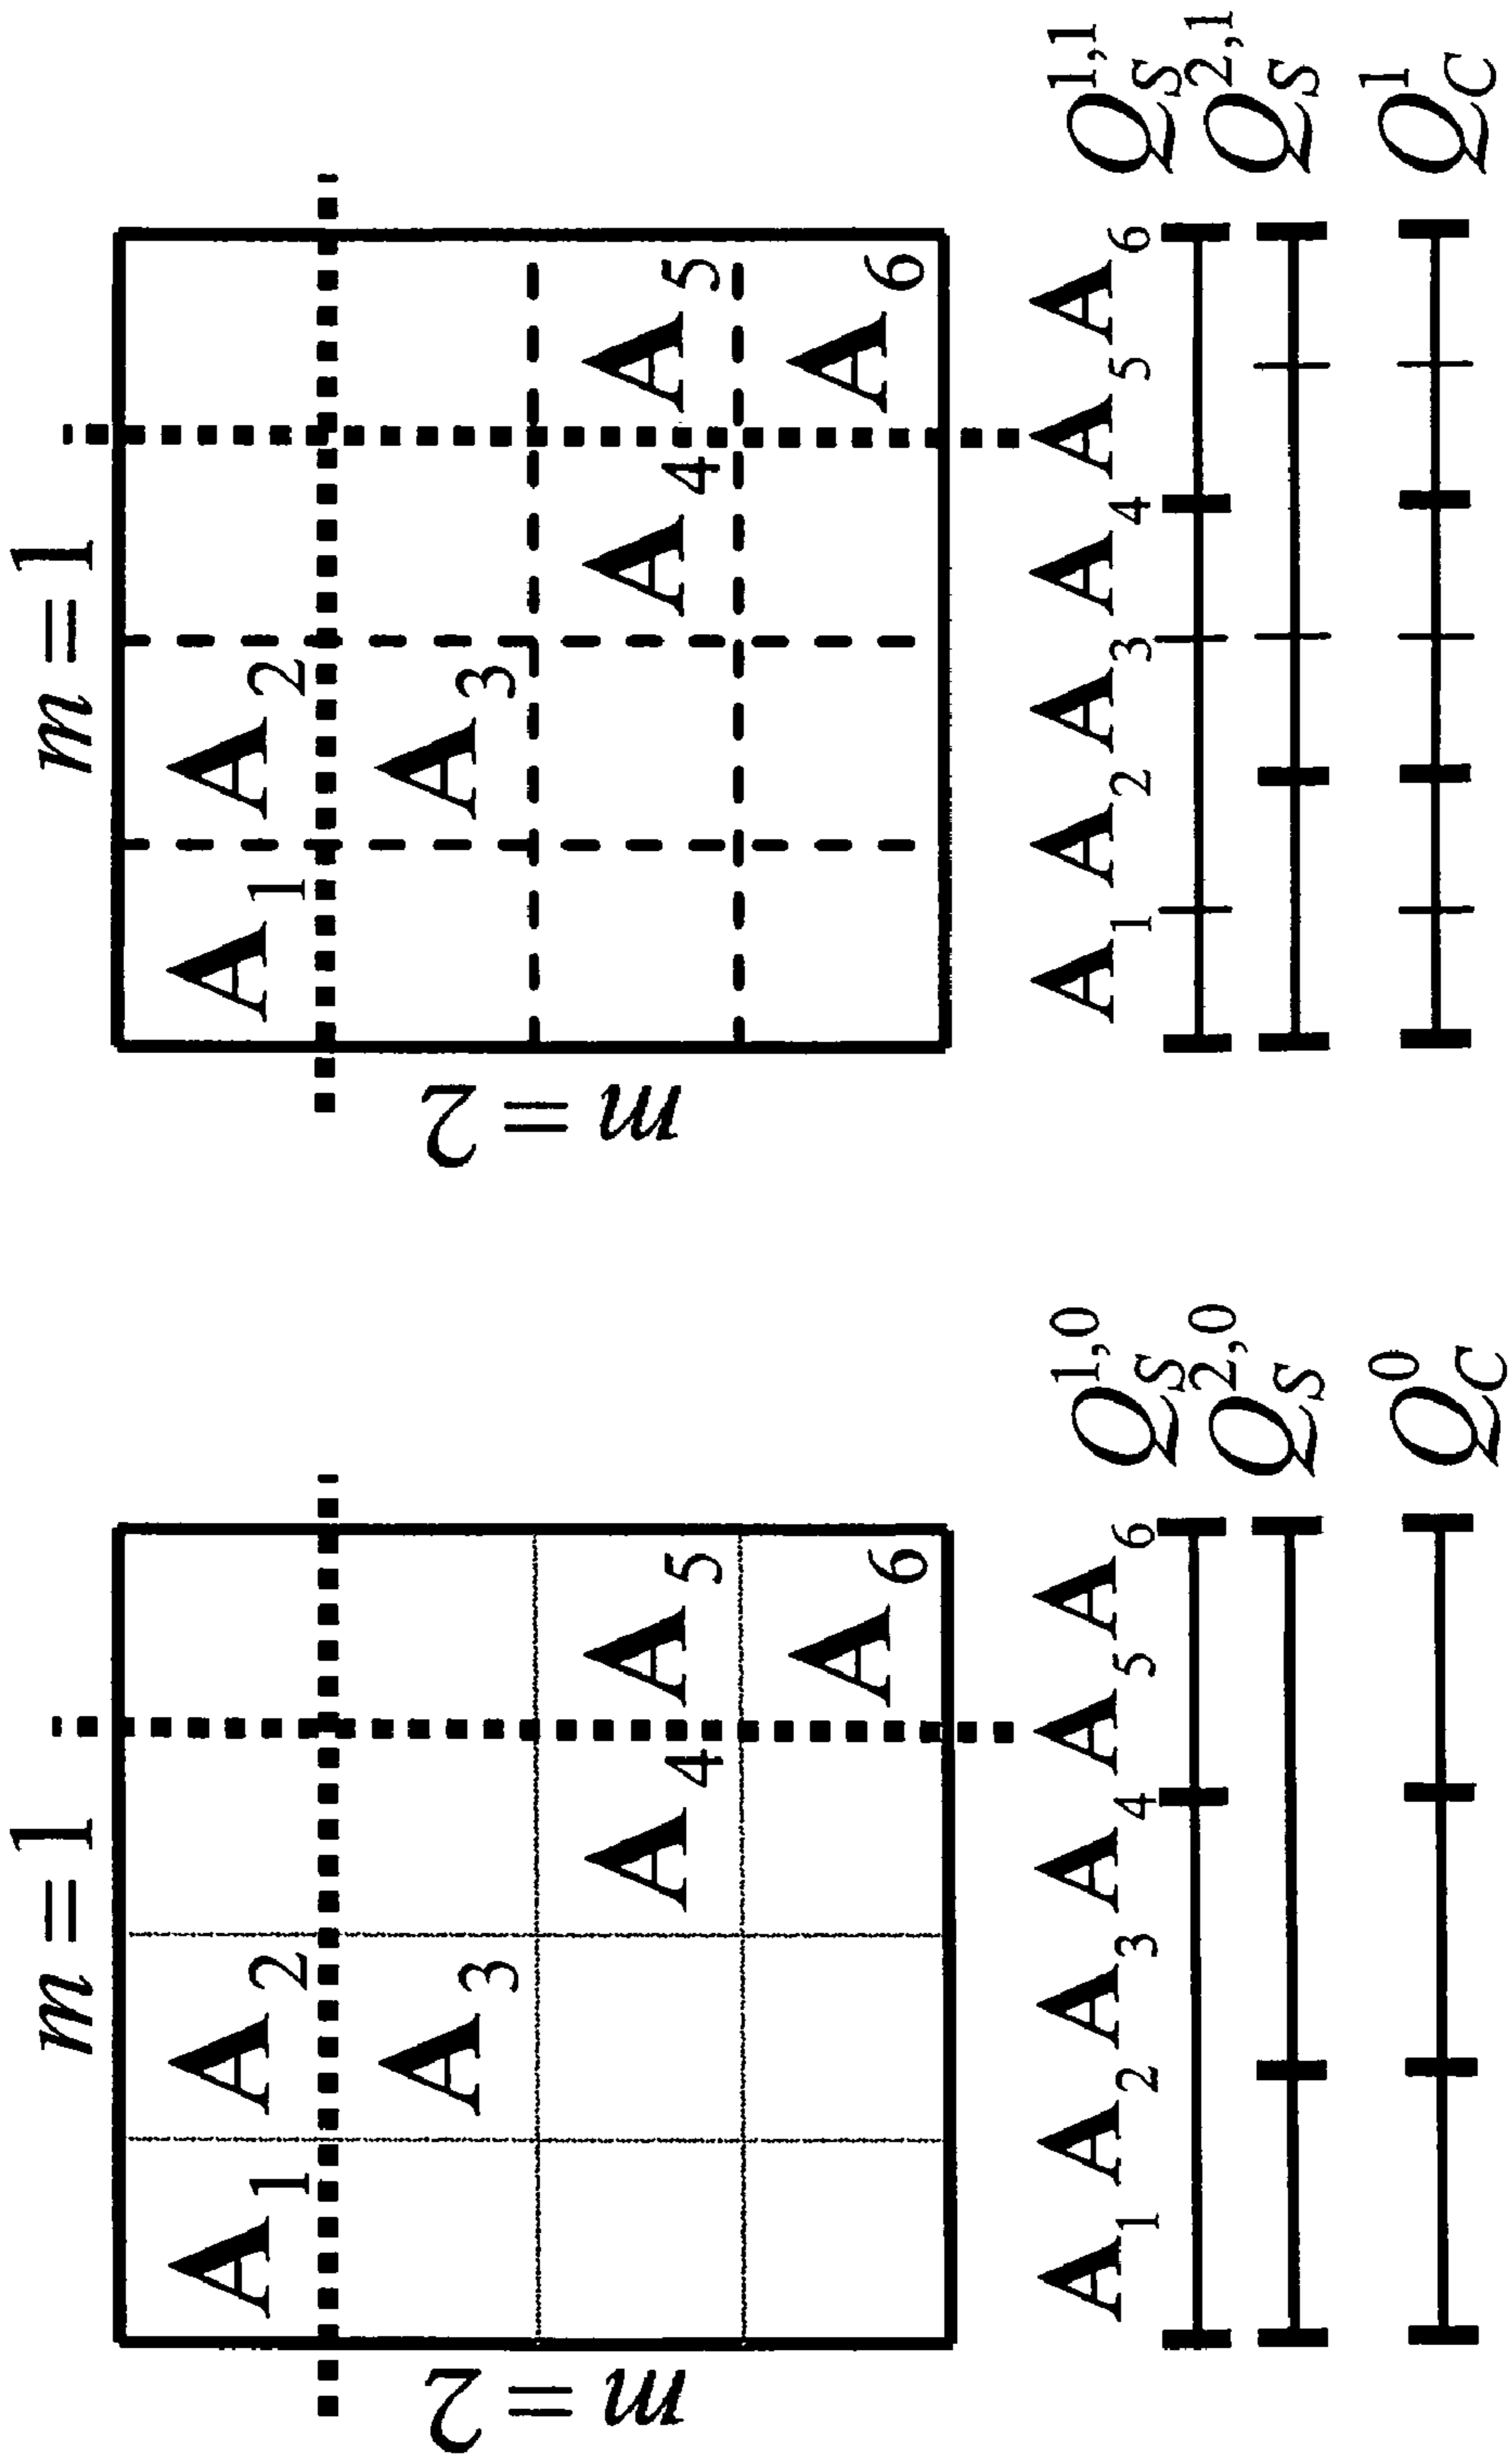 m = 1
m = 2
A₁ A₂
A₃
A₄ A₅
A₆
A₁ A₂ A₃ A₄ A₅ A₆
Q_S^{1,0}
Q_S^{2,0}
Q_C^0
m = 1
m = 2
A₁ A₂
A₃
A₄ A₅
A₆
A₁ A₂ A₃ A₄ A₅ A₆
Q_S^{1,1}
Q_S^{2,1}
Q_C^1